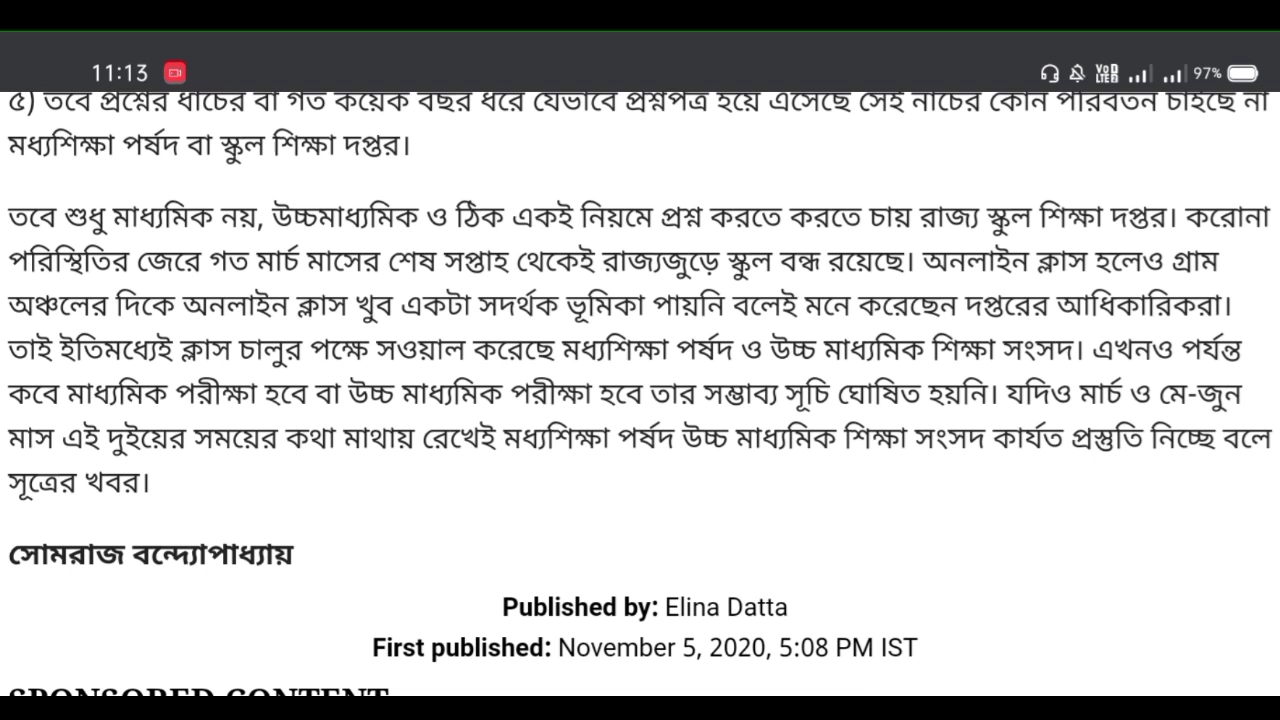 11:13
VoD LTEB 97%
৫) তবে প্রশ্নের ধাচের বা গত কয়েক বছর ধরে যেভাবে প্রশ্নপত্র হয়ে এসেছে সেই নাচের কোন পরিবর্তন চাইছে না
মধ্যশিক্ষা পর্ষদ বা স্কুল শিক্ষা দপ্তর।
তবে শুধু মাধ্যমিক নয়, উচ্চমাধ্যমিক ও ঠিক একই নিয়মে প্রশ্ন করতে করতে চায় রাজ্য স্কুল শিক্ষা দপ্তর। করোনা
পরিস্থিতির জেরে গত মার্চ মাসের শেষ সপ্তাহ থেকেই রাজ্যজুড়ে স্কুল বন্ধ রয়েছে। অনলাইন ক্লাস হলেও গ্রাম
অঞ্চলের দিকে অনলাইন ক্লাস খুব একটা সদর্থক ভূমিকা পায়নি বলেই মনে করেছেন দপ্তরের আধিকারিকরা।
তাই ইতিমধ্যেই ক্লাস চালুর পক্ষে সওয়াল করেছে মধ্যশিক্ষা পর্ষদ ও উচ্চ মাধ্যমিক শিক্ষা সংসদ। এখনও পর্যন্ত
কবে মাধ্যমিক পরীক্ষা হবে বা উচ্চ মাধ্যমিক পরীক্ষা হবে তার সম্ভাব্য সূচি ঘোষিত হয়নি। যদিও মার্চ ও মে-জুন
মাস এই দুইয়ের সময়ের কথা মাথায় রেখেই মধ্যশিক্ষা পর্ষদ উচ্চ মাধ্যমিক শিক্ষা সংসদ কার্যত প্রস্তুতি নিচ্ছে বলে
সূত্রের খবর।
সোমরাজ বন্দ্যোপাধ্যায়
Published by: Elina Datta
First published: November 5, 2020, 5:08 PM IST
SPONSORED CONTENT